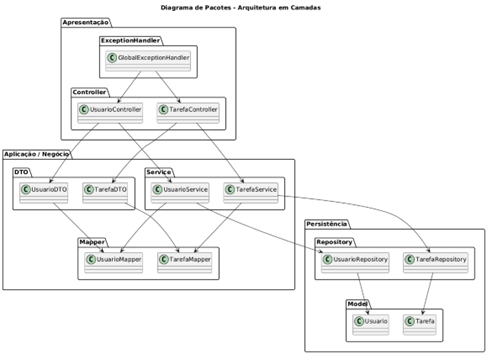 Diagrama de Pacotes - Arquitetura em Camadas
Apresentação
ExceptionHandler
C GlobalExceptionHandler
Controller
C UsuarioController
C TarefaController
Aplicação / Negócio
DTO
C UsuarioDTO
C TarefaDTO
Service
C UsuarioService
C TarefaService
Mapper
C UsuarioMapper
C TarefaMapper
Persistência
Repository
C UsuarioRepository
C TarefaRepository
Model
C Usuario
C Tarefa